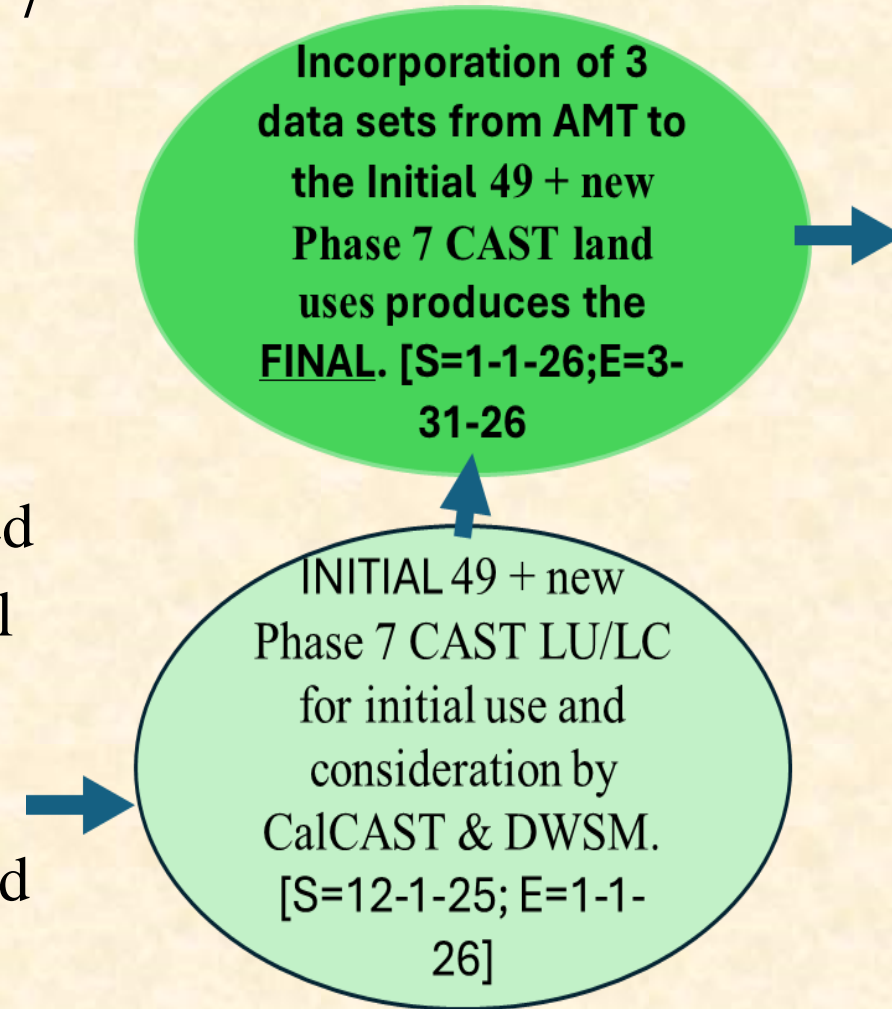 Incorporation of 3
data sets from AMT to
the Initial 49 + new
Phase 7 CAST land
uses produces the
FINAL. [S=1-1-26;E=3-
31-26
INITIAL 49 + new
Phase 7 CAST LU/LC
for initial use and
consideration by
CalCAST & DWSM.
[S=12-1-25; E=1-1-
26]